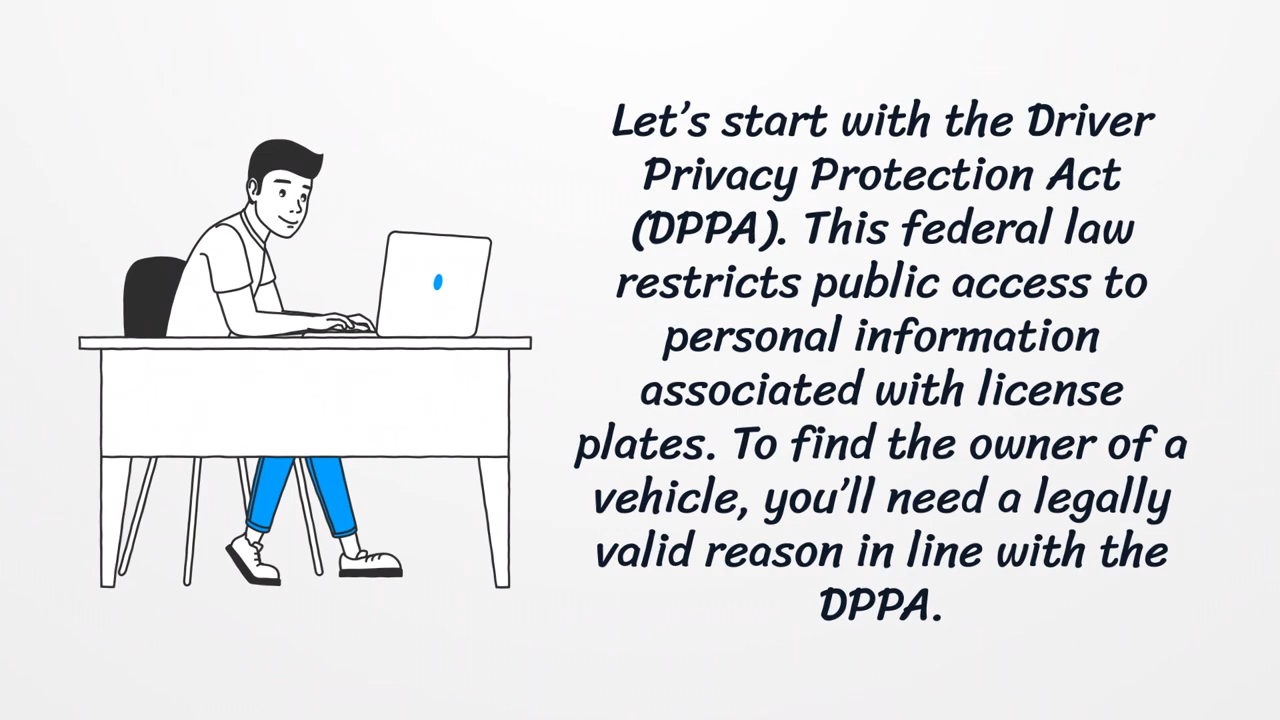 Let’s start with the Driver
Privacy Protection Act
(DPPA). This federal law
restricts public access to
personal information
associated with license
plates. To find the owner of a
vehicle, you’ll need a legally
valid reason in line with the
DPPA.